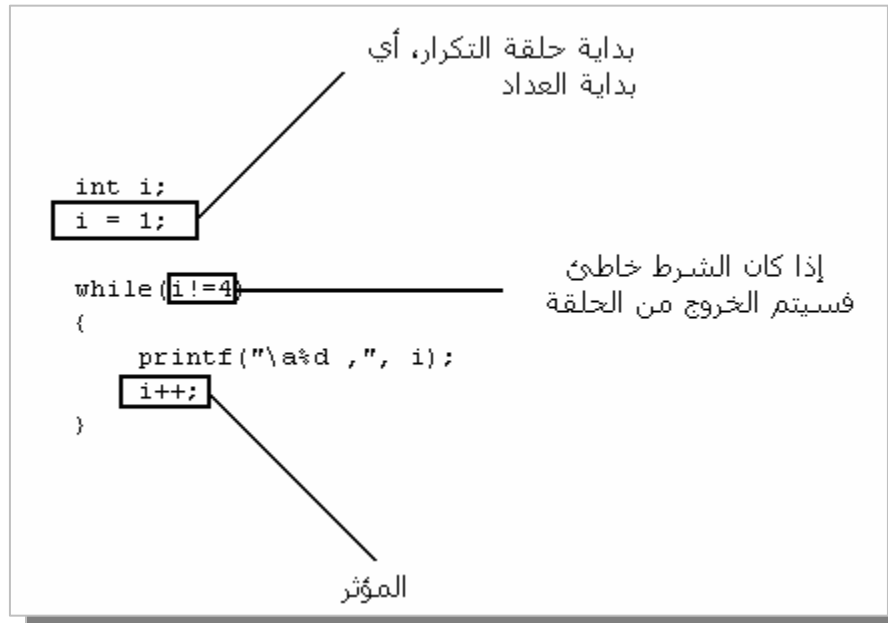 بداية حلقة التكرار، أي
بداية العداد
int i;
i = 1;
while(i!=4)
إذا كان الشرط خاطئ
فسيتم الخروج من الحلقة
{
printf("\a%d ,", i);
i++;
}
المؤثر